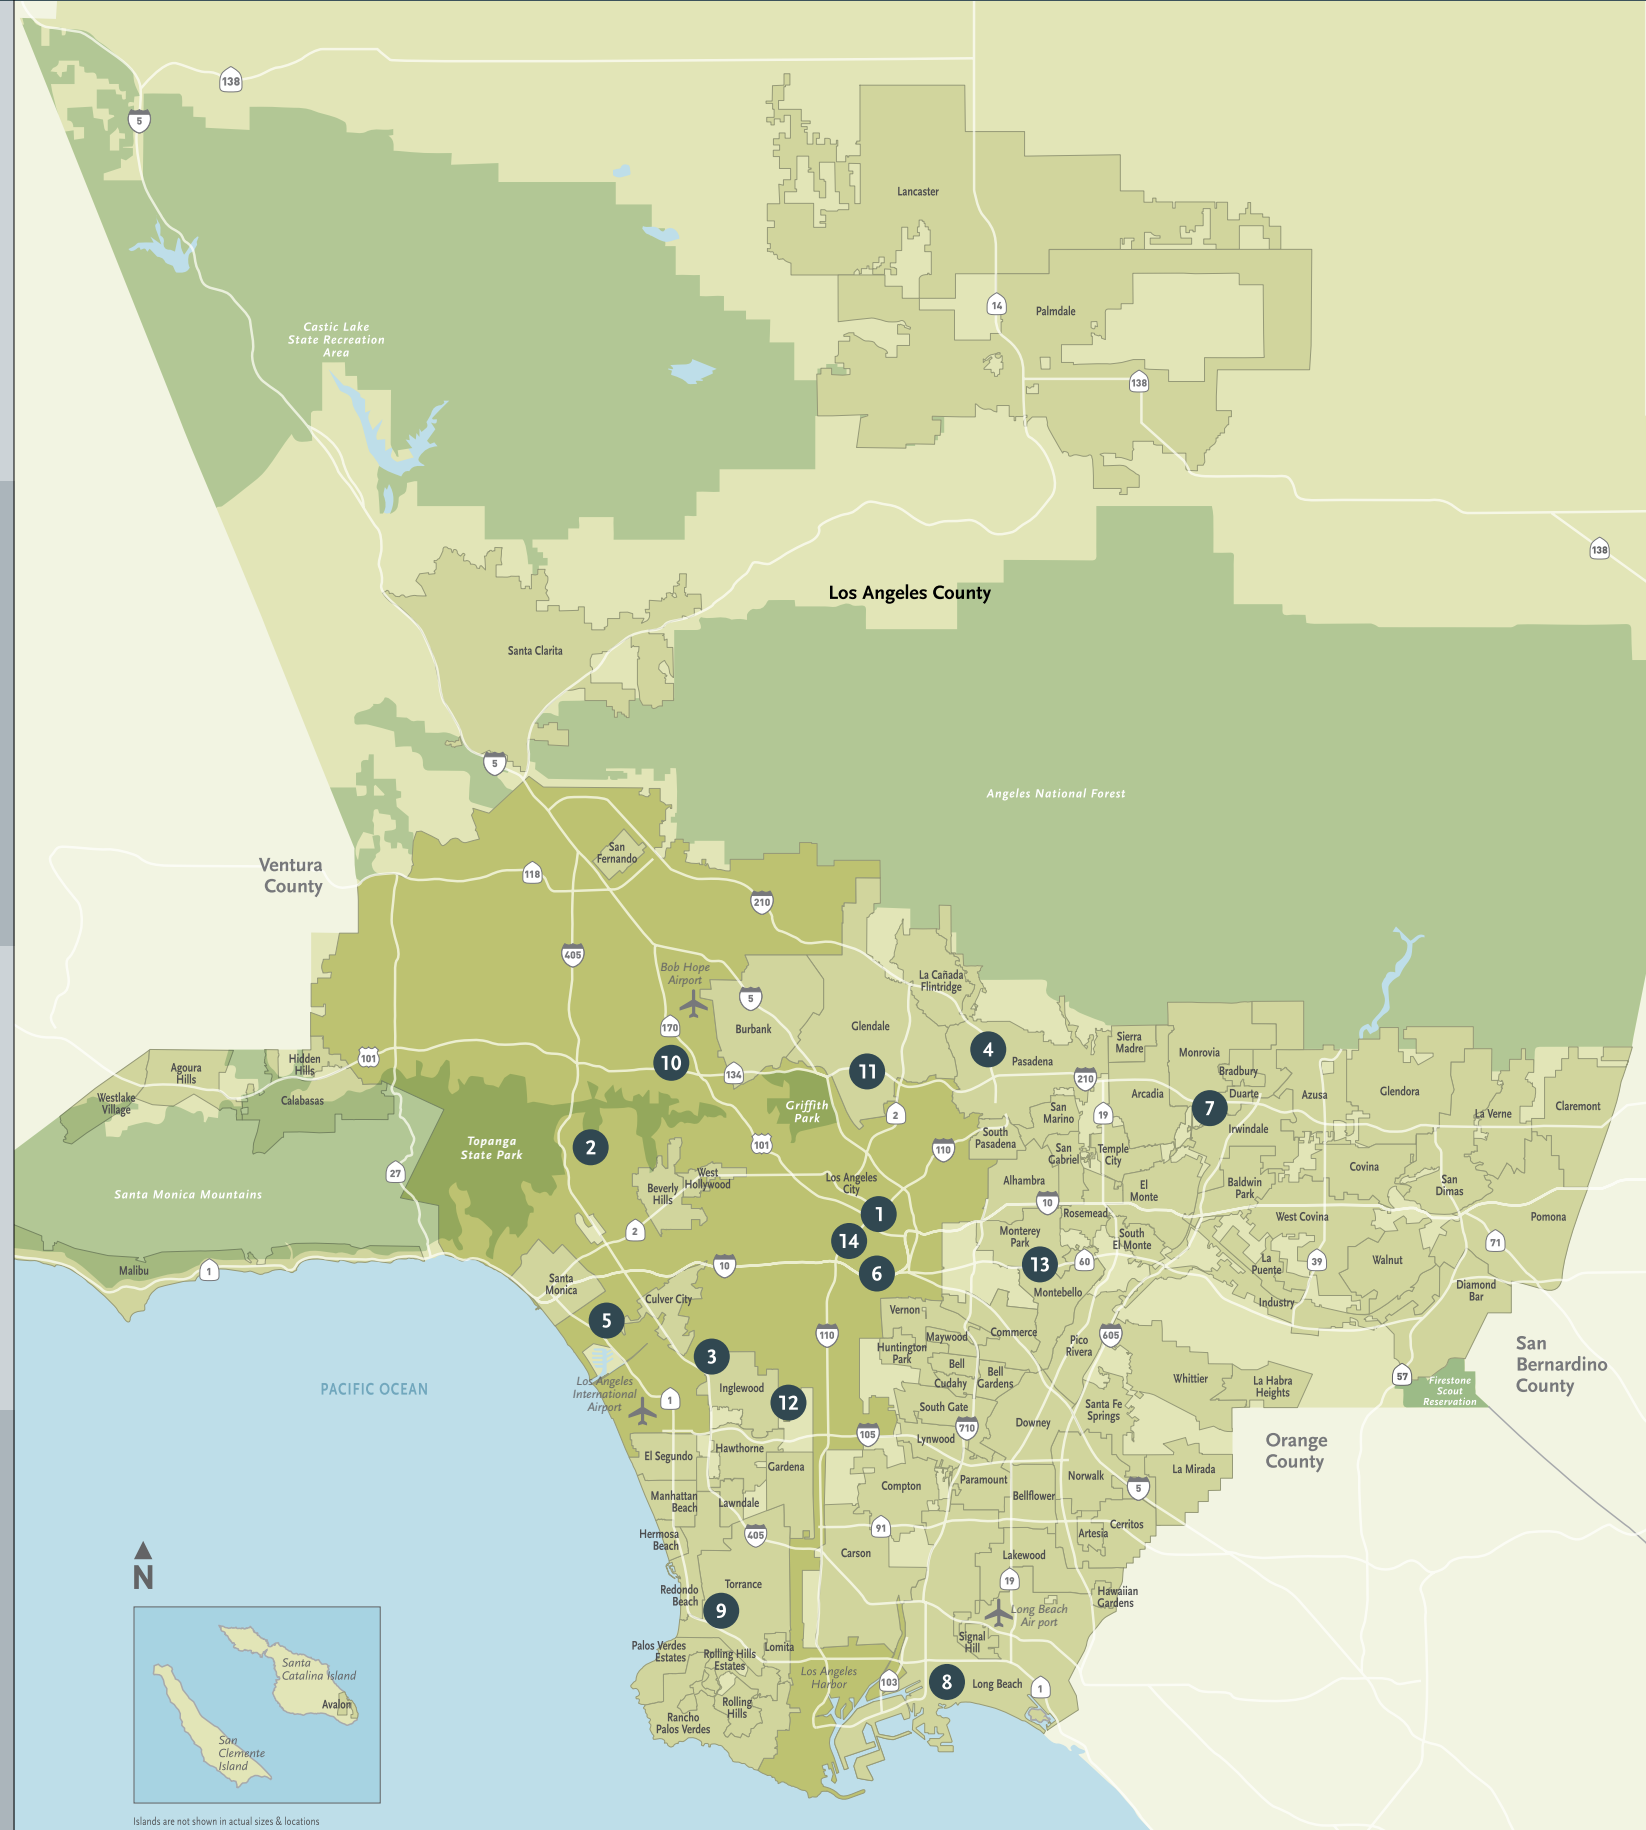 138
5
Lancaster
14
Palmdale
Castic Lake
State Recreation
Area
138
138
Los Angeles County
Santa Clarita
5
Angeles National Forest
San
Fernando
Ventura
County
118
210
405
Bob Hope
Airport
La Cañada
Flintridge
5
170
Burbank
Glendale
Sierra
Madre
4
Pasadena
Monrovia
Hidden
Hills
101
Agoura
Hills
10
134
11
Bradbury
210
Duarte
Arcadia
Azusa
Glendora
Calabasas
Westlake
Village
Griffith
Park
2
San
Marino
19
7
Irwindale
La Verne
Claremont
Topanga
State Park
2
101
110
South
Pasadena
San
Gabriel
Temple
City
Covina
27
West
Hollywood
Beverly
Hills
Los Angeles
City
Alhambra
El
Monte
Baldwin
Park
San
Dimas
Santa Monica Mountains
10
Rosemead
1
West Covina
Pomona
2
14
Monterey
Park
South
El Monte
71
Malibu
1
10
6
13
60
La
Puente
39
Walnut
Santa
Monica
Montebello
Diamond
Bar
Culver City
Industry
Vernon
5
110
Maywood
Commerce
Pico
Rivera
605
Huntington
Park
3
Bell
Cudahy
Bell
Gardens
San
Bernardino
County
PACIFIC OCEAN
Los Angeles
International
Airport
Inglewood
Whittier
La Habra
Heights
57
Firestone
Scout
Reservation
1
12
South Gate
Santa Fe
Springs
Downey
105
710
Lynwood
Orange
County
El Segundo
Hawthorne
Gardena
La Mirada
Compton
Paramount
Norwalk
5
Manhattan
Beach
Lawndale
Bellflower
Hermosa
Beach
405
91
Cerritos
Artesia
Carson
Lakewood
N
Redondo
Beach
Torrance
19
Hawaiian
Gardens
9
Long Beach
Air port
Signal
Hill
Palos Verdes
Estates
Rolling Hills
Estates
Lomita
Los Angeles
Harbor
103
8
Long Beach
1
Rolling
Hills
Rancho
Palos Verdes
Santa
Catalina Island
Avalon
San
Clemente
Island
Islands are not shown in actual sizes & locations